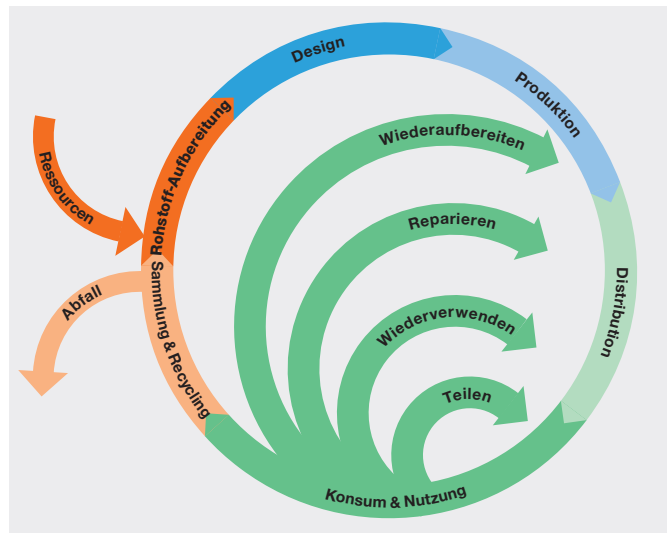 Design
Produktion
Wiederaufbereiten
Rohstoff-Aufbereitung
Ressourcen
Reparieren
Distribution
Abfall
Sammlung & Recycling
Wiederverwenden
Teilen
Konsum & Nutzung